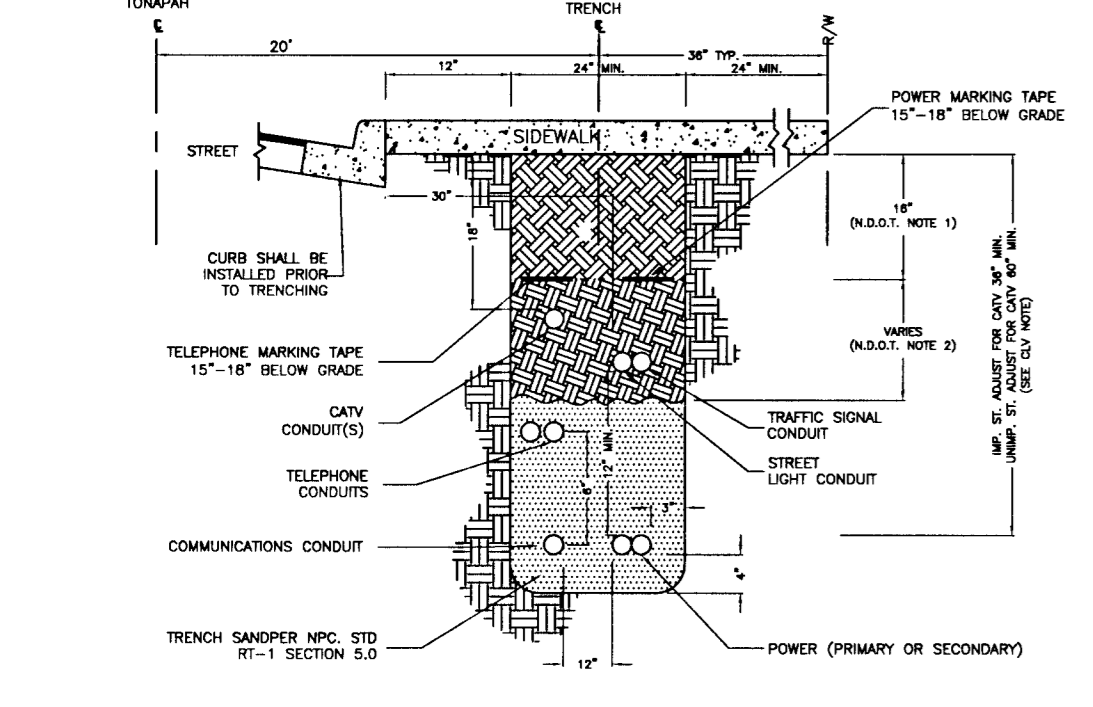 TONAPAH
TRENCH
℄
℄
R/W
20'
36" TYP.
12"
24" MIN.
24" MIN.
POWER MARKING TAPE
15"-18" BELOW GRADE
SIDEWALK
STREET
30"
18"
CURB SHALL BE
INSTALLED PRIOR
TO TRENCHING
(N.D.O.T. NOTE 1)
TELEPHONE MARKING TAPE
15"-18" BELOW GRADE
VARIES
(N.D.O.T. NOTE 2)
IMP. ST. ADJUST FOR CATV 36" MIN.
UNIMP. ST. ADJUST FOR CATV 60" MIN.
(SEE CLV NOTE)
CATV
CONDUIT(S)
TRAFFIC SIGNAL
CONDUIT
TELEPHONE
CONDUITS
STREET
LIGHT CONDUIT
12" MIN.
6"
3"
COMMUNICATIONS CONDUIT
4"
TRENCH SANDPER NPC. STD
RT-1 SECTION 5.0
POWER (PRIMARY OR SECONDARY)
12"